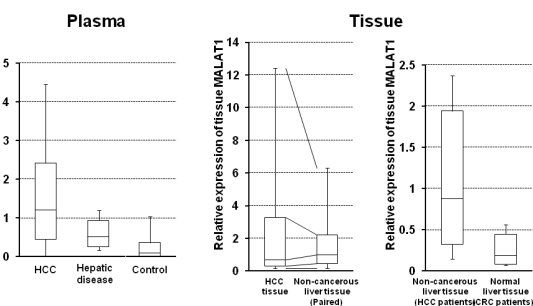 Plasma
Tissue
5
4
3
2
1
0
HCC
Hepatic
disease
Control
Relative expression of tissue MALAT1
14
12
10
8
6
4
2
0
HCC
tissue
Non-cancerous
liver tissue
(Paired)
Relative expression of tissue MALAT1
2.5
2
1.5
1
0.5
0
Non-cancerous
liver tissue
(HCC patients)
Normal
liver tissue
(CRC patients)